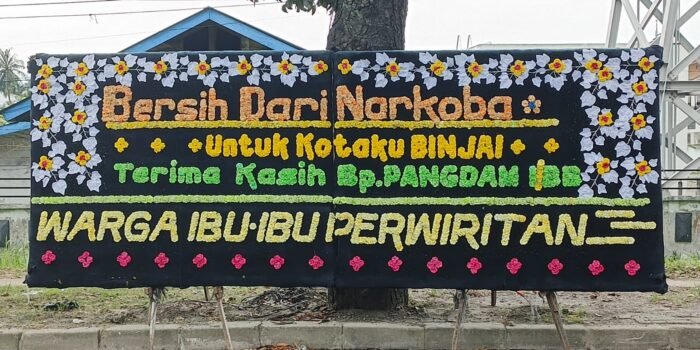 Bersih Dari Narkoba
Untuk Kotaku BINJAI
Terima Kasih Bp.PANGDAM I BB
WARGA IBU-IBU PERWIRITAN